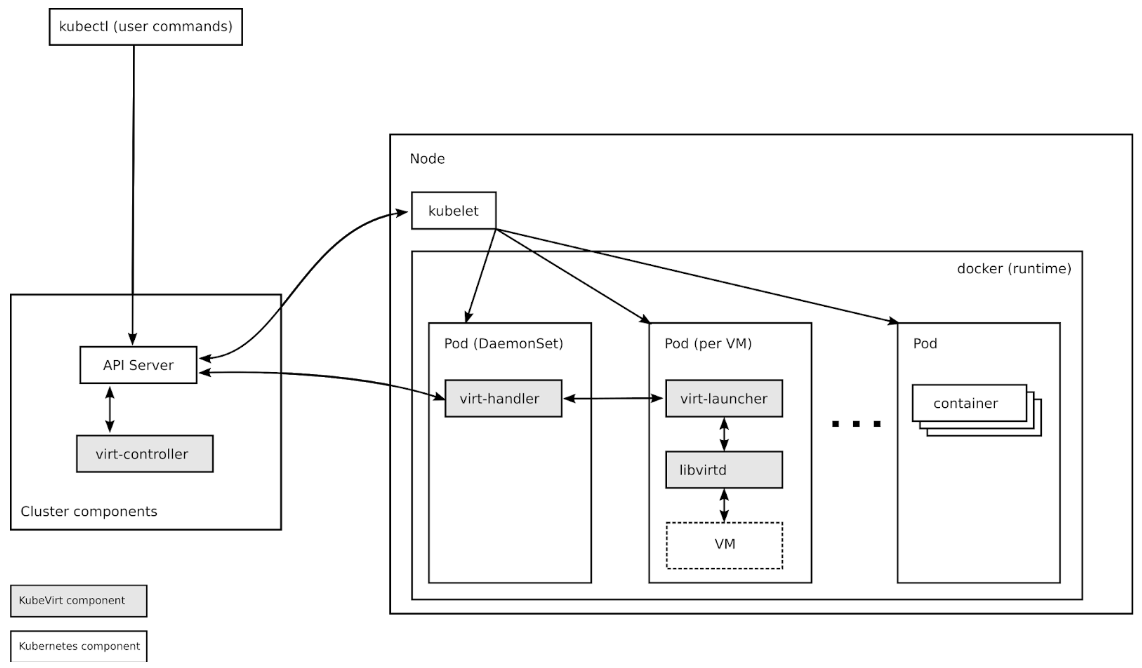 kubectl (user commands)
Node
kubelet
docker (runtime)
Pod (DaemonSet)
Pod (per VM)
Pod
API Server
virt-handler
virt-launcher
container
virt-controller
libvirtd
Cluster components
VM
KubeVirt component
Kubernetes component